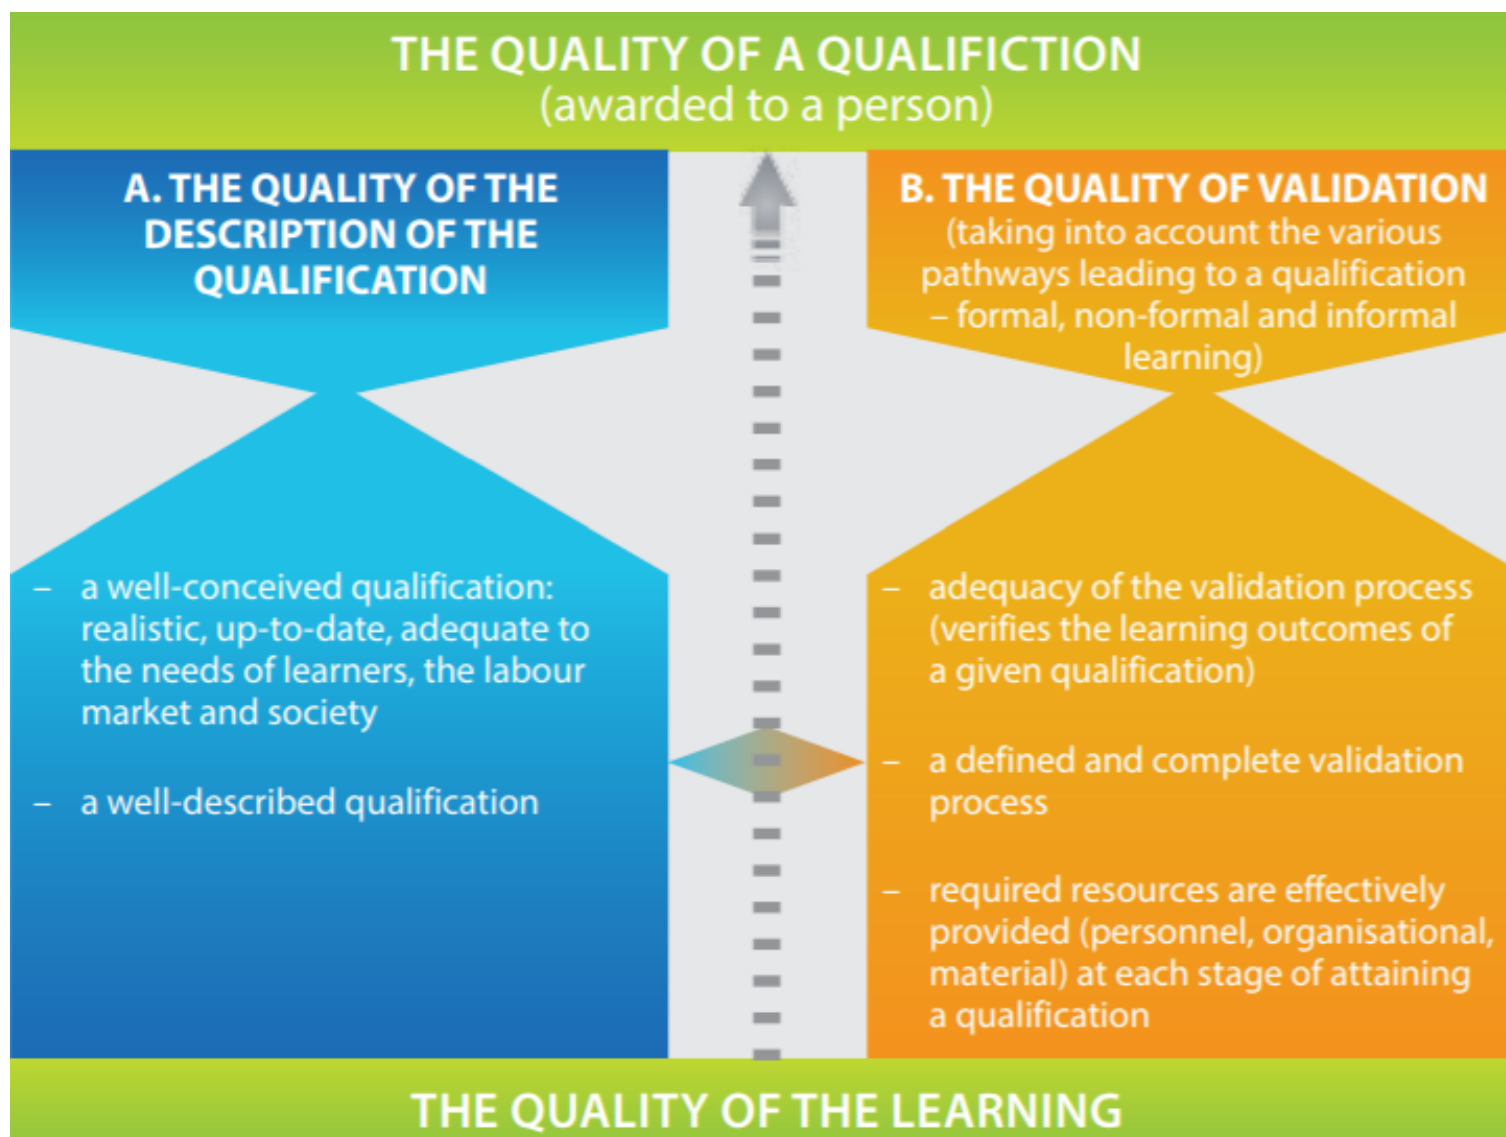 THE QUALITY OF A QUALIFICTION
(awarded to a person)
A. THE QUALITY OF THE
DESCRIPTION OF THE
QUALIFICATION
– a well-conceived qualification:
realistic, up-to-date, adequate to
the needs of learners, the labour
market and society
– a well-described qualification
B. THE QUALITY OF VALIDATION
(taking into account the various
pathways leading to a qualification
– formal, non-formal and informal
learning)
– adequacy of the validation process
(verifies the learning outcomes of
a given qualification)
– a defined and complete validation
process
– required resources are effectively
provided (personnel, organisational,
material) at each stage of attaining
a qualification
THE QUALITY OF THE LEARNING